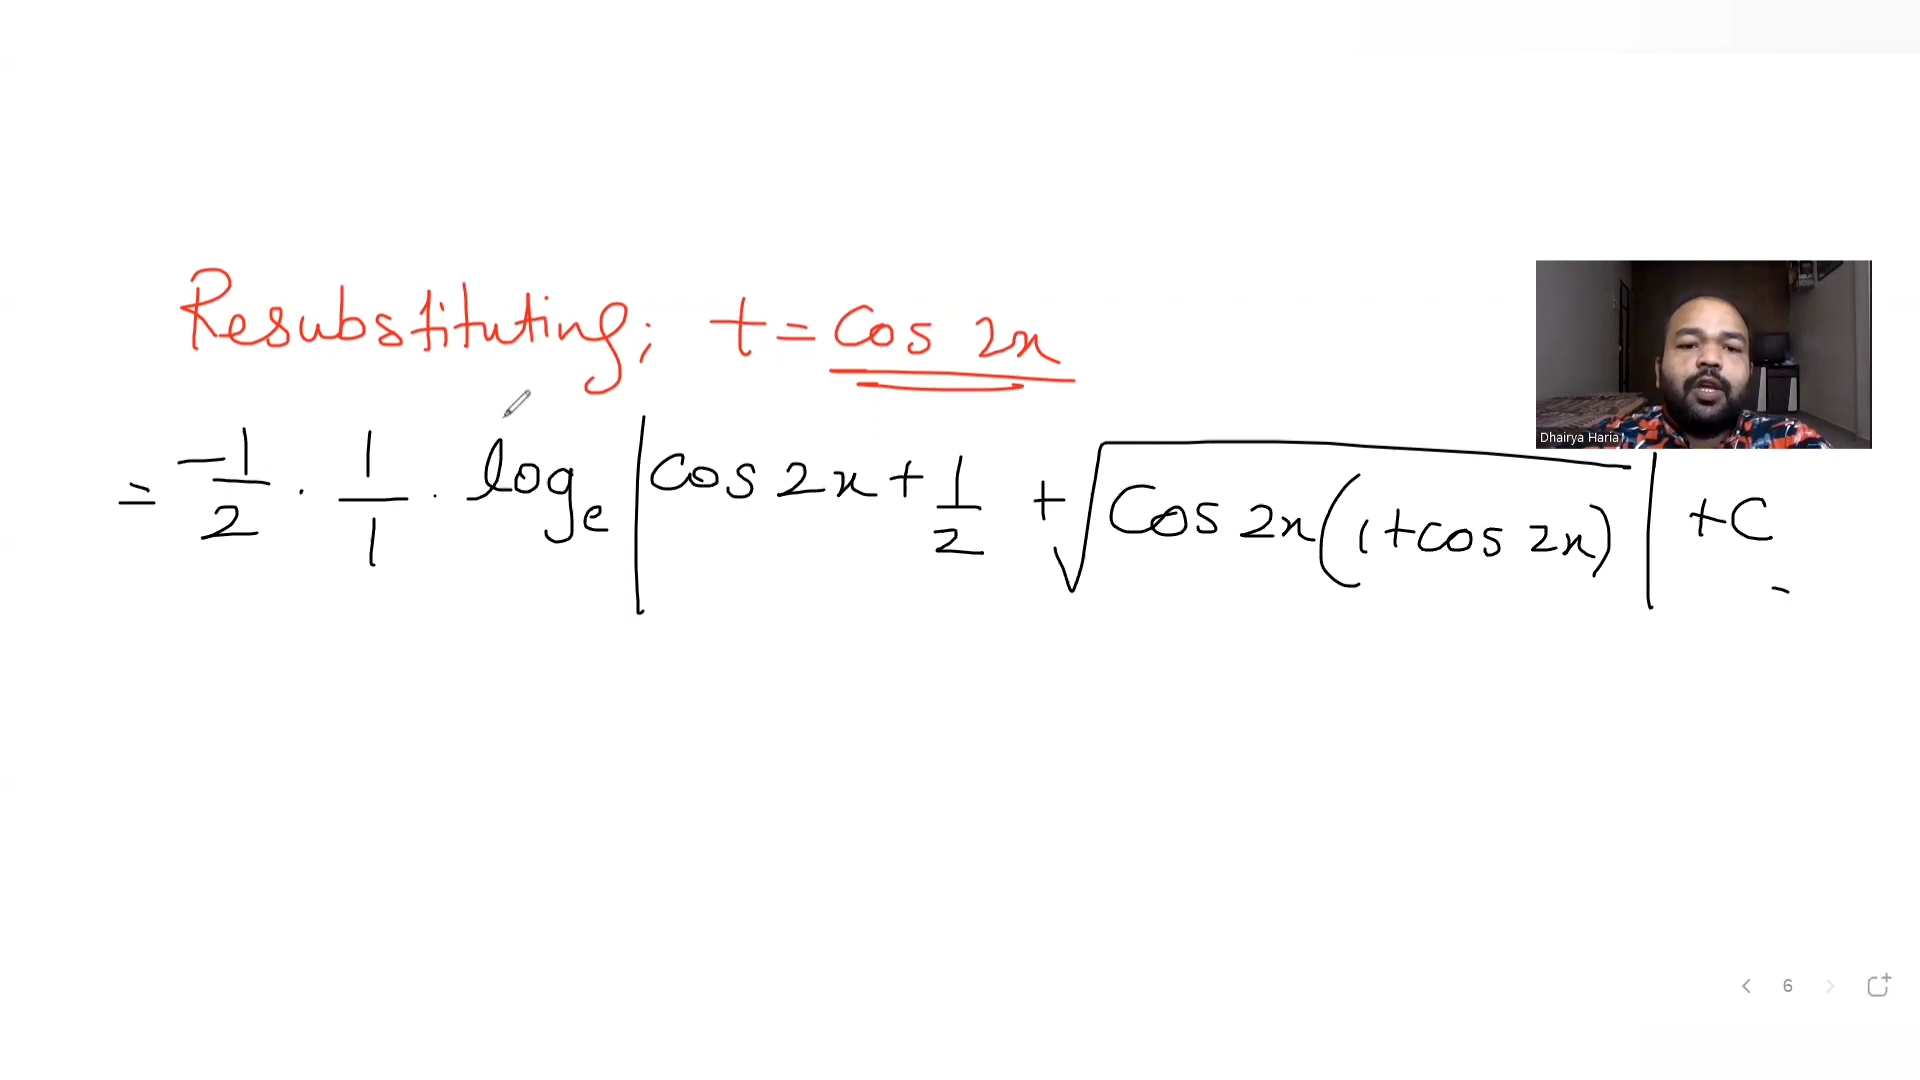 Resubstituting; t = cos 2x
Dhairya Haria
= -1/2 · 1/1 · logₑ |cos 2x + 1/2 + √(cos 2x(1+cos 2x))| + C
6